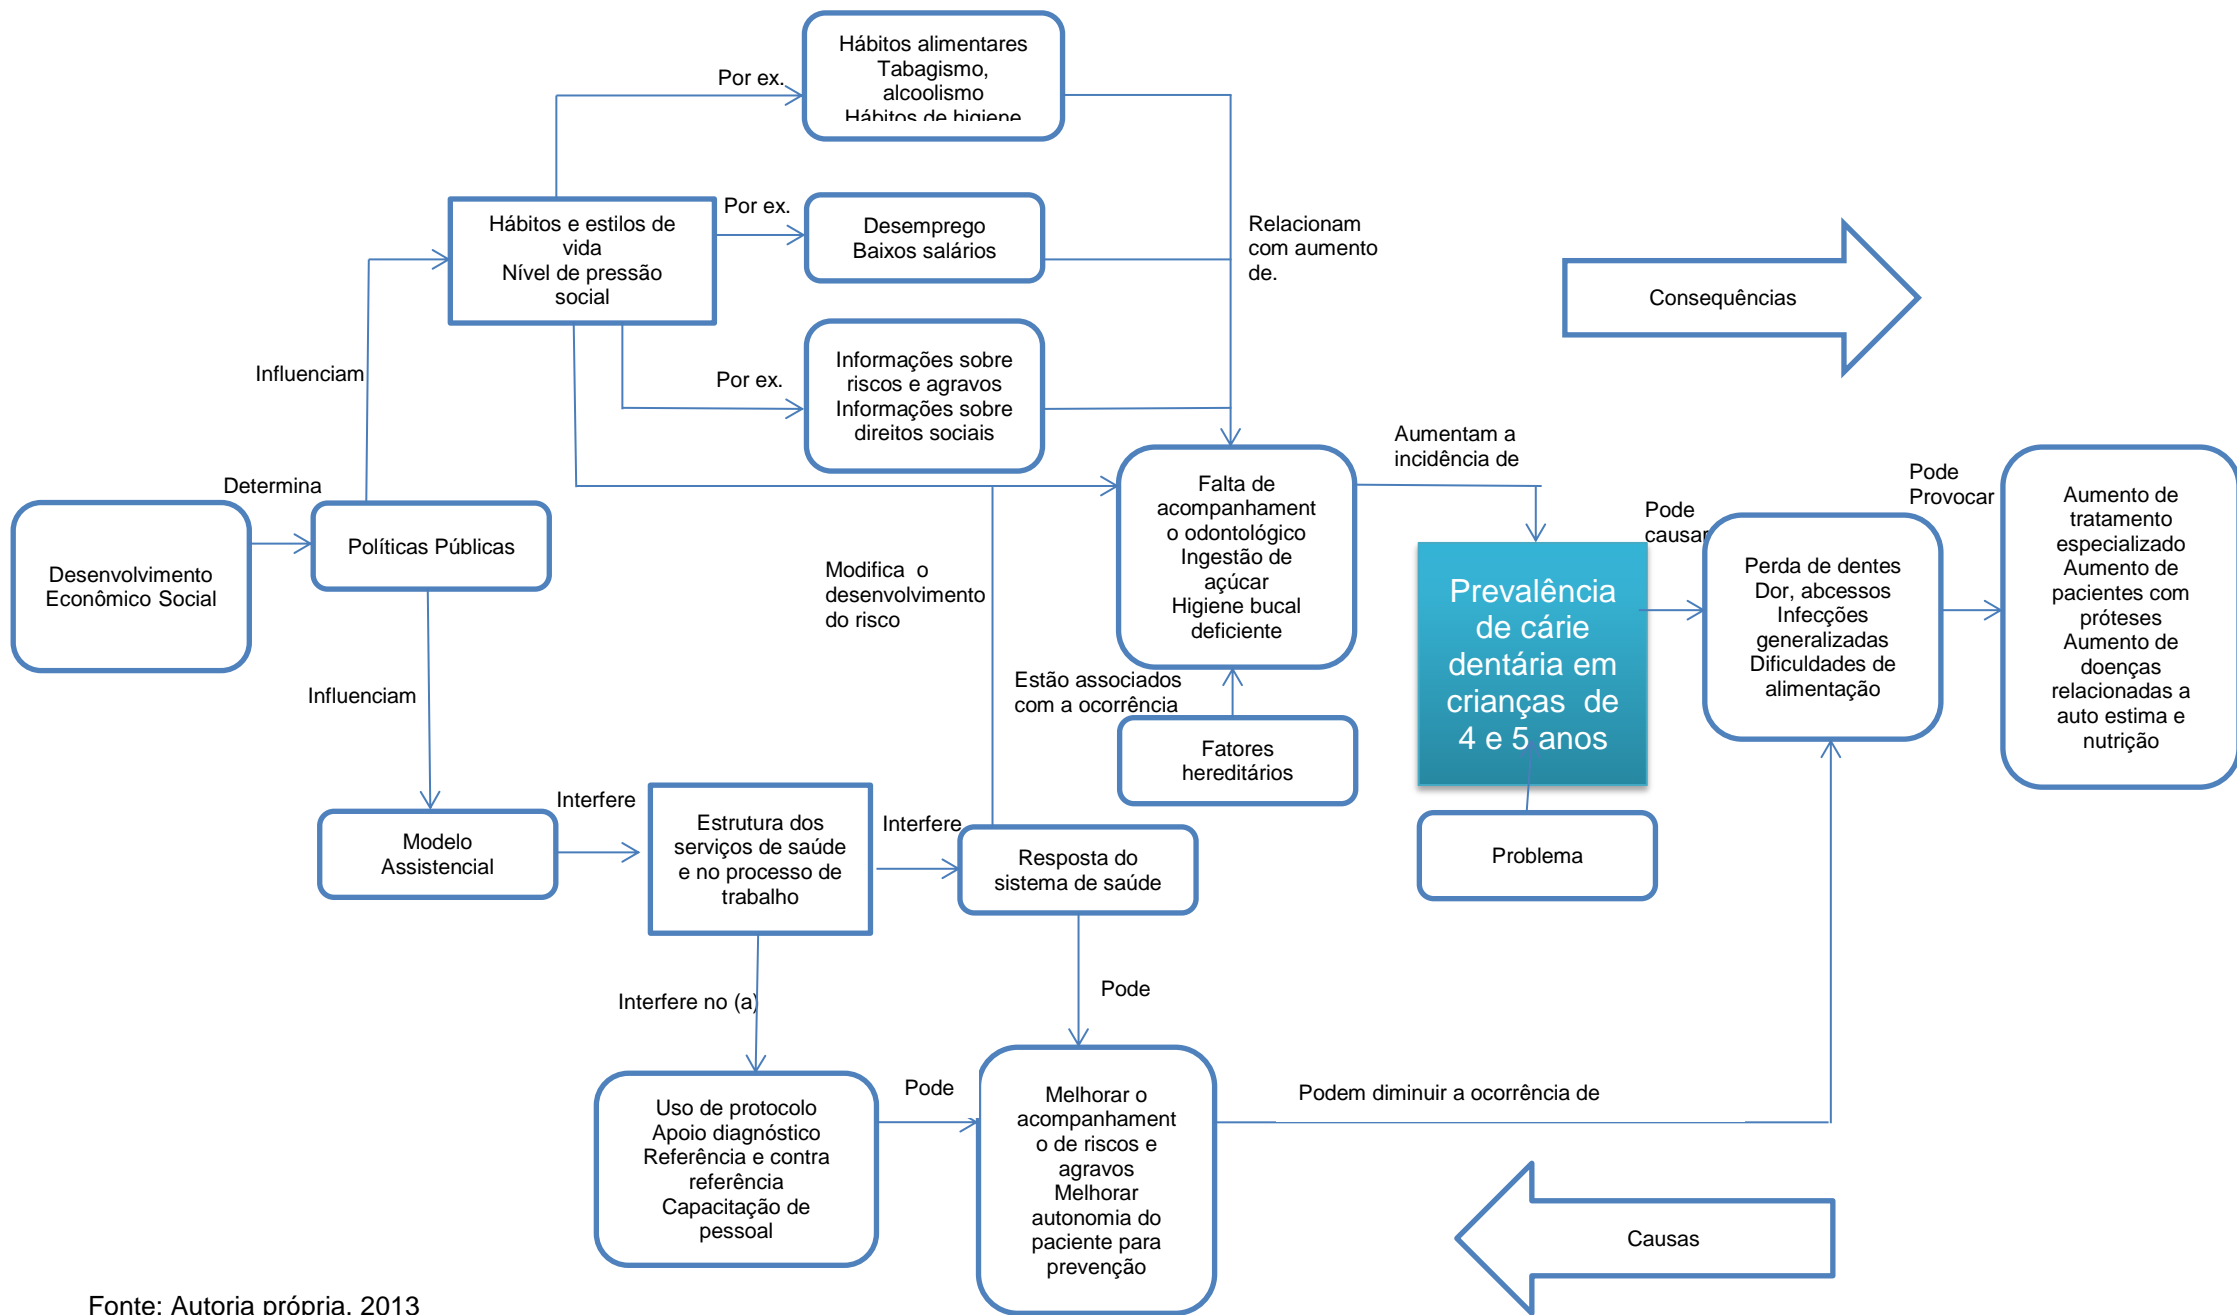 Hábitos alimentares
Tabagismo,
alcoolismo
Hábitos de higiene
Por ex.
Hábitos e estilos de
vida
Nível de pressão
social
Por ex.
Desemprego
Baixos salários
Relacionam
com aumento
de.
Consequências
Influenciam
Por ex.
Informações sobre
riscos e agravos
Informações sobre
direitos sociais
Aumentam a
incidência de
Determina
Desenvolvimento
Econômico Social
Políticas Públicas
Modifica o
desenvolvimento
do risco
Falta de
acompanhament
o odontológico
Ingestão de
açúcar
Higiene bucal
deficiente
Prevalência
de cárie
dentária em
crianças de
4 e 5 anos
Pode
causar
Perda de dentes
Dor, abcessos
Infecções
generalizadas
Dificuldades de
alimentação
Pode
Provocar
Aumento de
tratamento
especializado
Aumento de
pacientes com
próteses
Aumento de
doenças
relacionadas a
auto estima e
nutrição
Influenciam
Estão associados
com a ocorrência
Fatores
hereditários
Modelo
Assistencial
Interfere
Estrutura dos
serviços de saúde
e no processo de
trabalho
Interfere
Resposta do
sistema de saúde
Problema
Interfere no (a)
Pode
Uso de protocolo
Apoio diagnóstico
Referência e contra
referência
Capacitação de
pessoal
Pode
Melhorar o
acompanhament
o de riscos e
agravos
Melhorar
autonomia do
paciente para
prevenção
Podem diminuir a ocorrência de
Causas
Fonte: Autoria própria, 2013